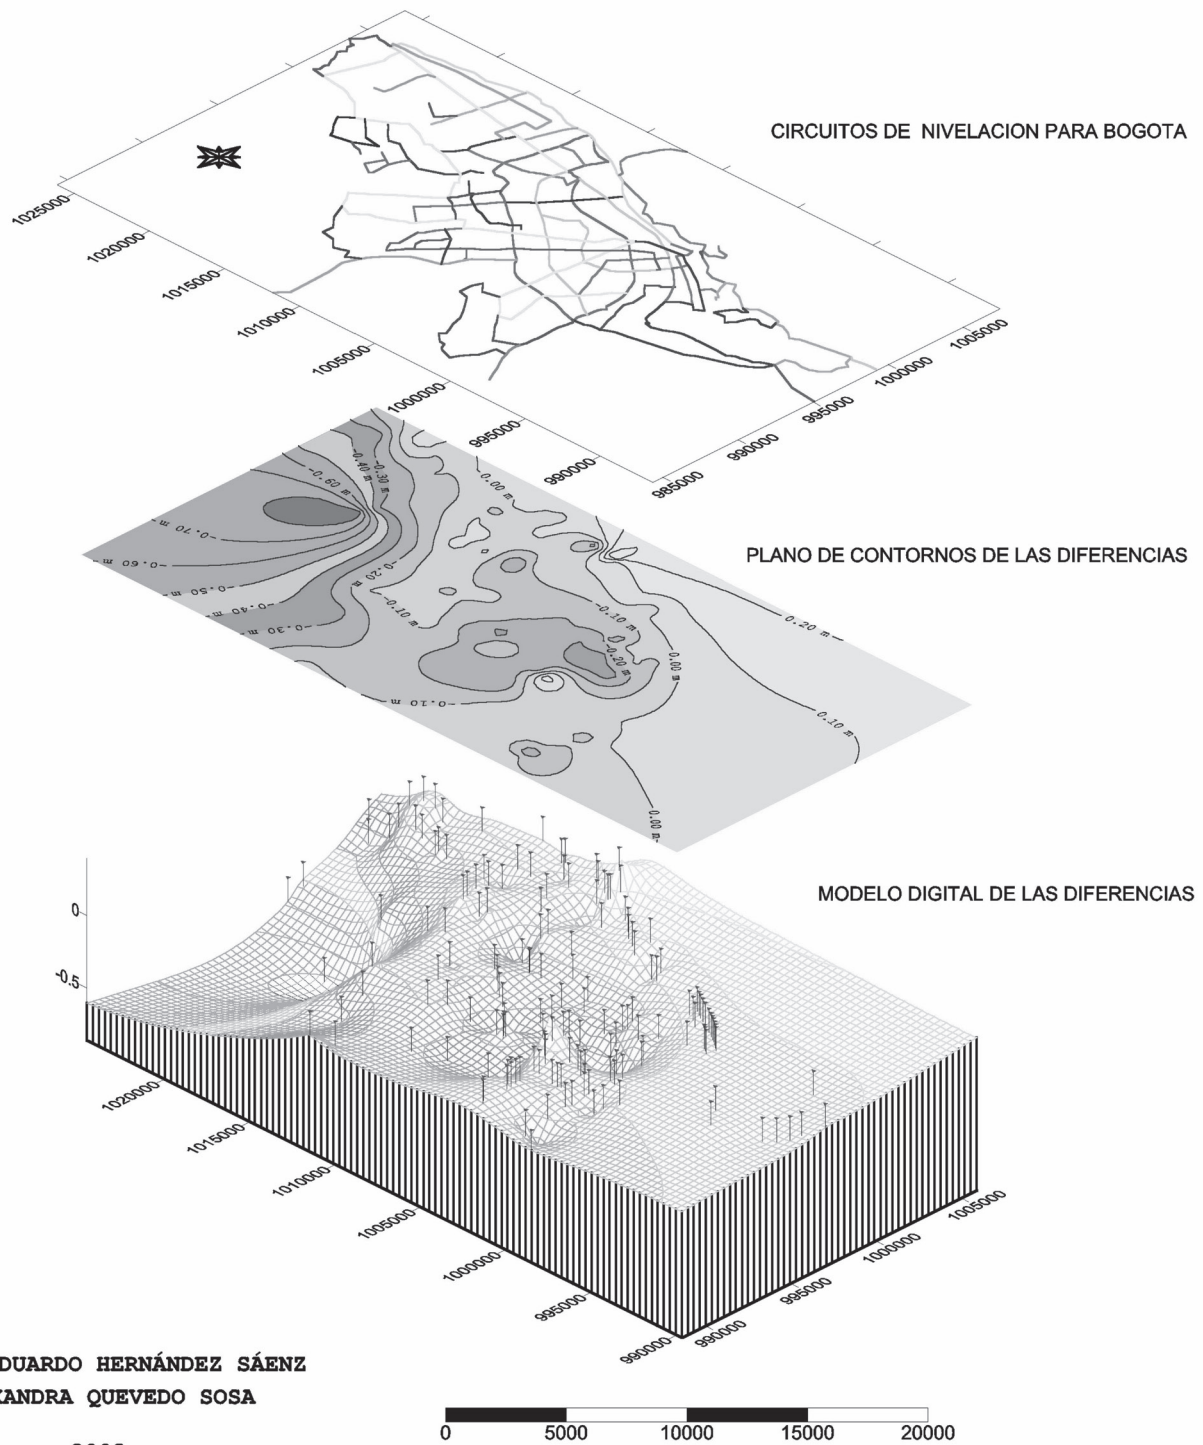 CIRCUITOS DE NIVELACION PARA BOGOTA
1025000
1020000
1015000
1010000
1005000
1000000
995000
990000
985000
990000
995000
1000000
1005000
PLANO DE CONTORNOS DE LAS DIFERENCIAS
-0.40 m
-0.30 m
-0.60 m
0.00 m
-0.70 m
-0.60 m
-0.50 m
-0.40 m
-0.30 m
-0.20 m
-0.10 m
-0.10 m
-0.20 m
0.00 m
0.20 m
-0.10 m
0.10 m
0.00 m
MODELO DIGITAL DE LAS DIFERENCIAS
0
-0.5
1020000
1015000
1010000
1005000
1000000
995000
990000
990000
995000
1000000
1005000
DUARDO HERNÁNDEZ SÁENZ
XANDRA QUEVEDO SOSA
0 5000 10000 15000 20000